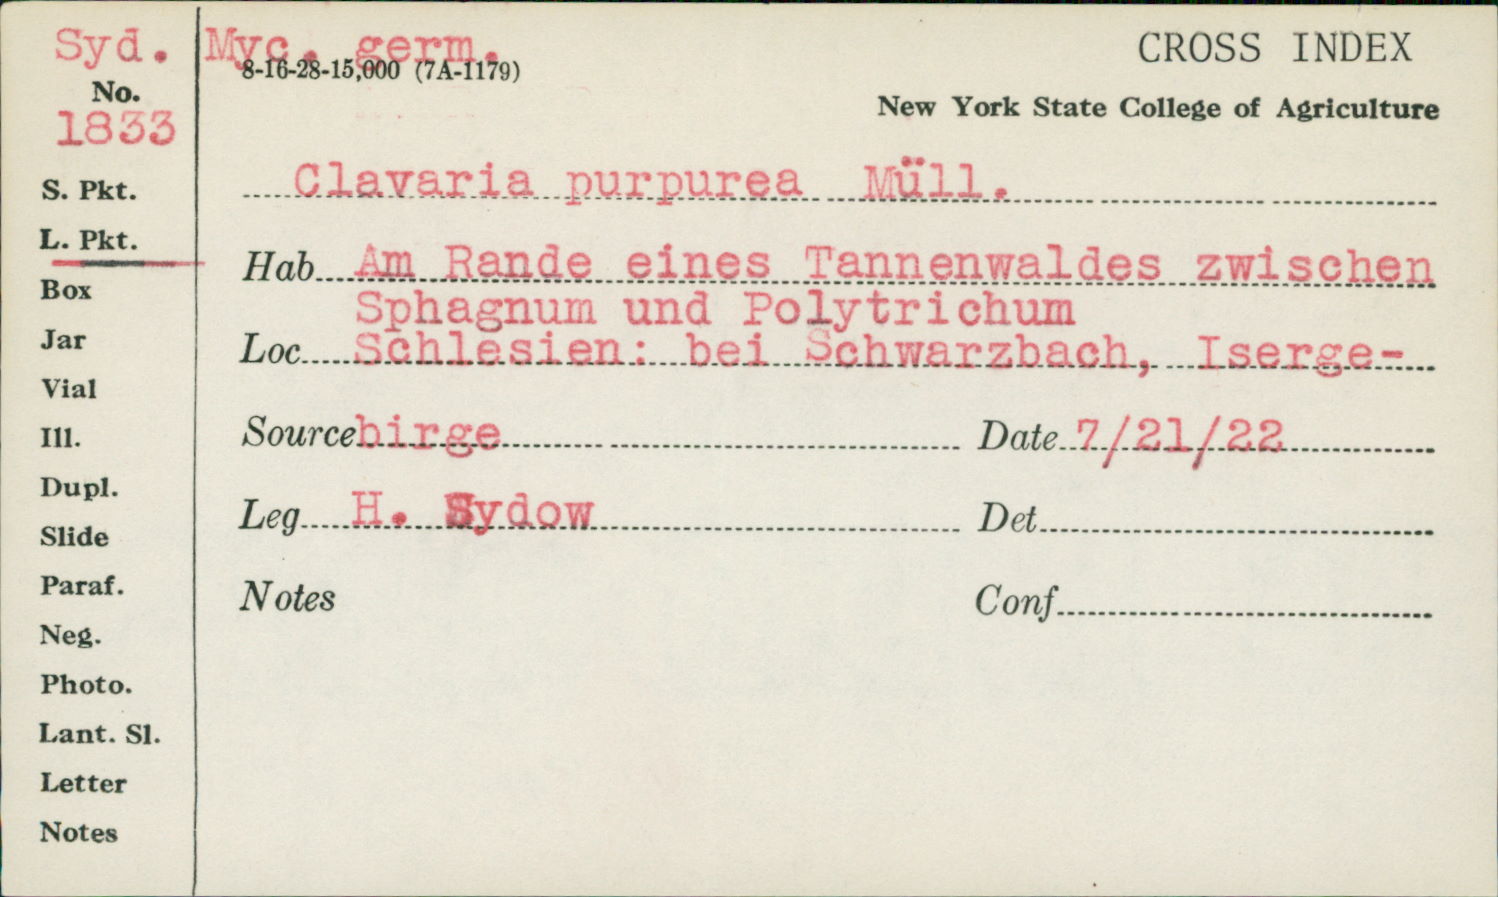 Syd. Myc. germ.
8-16-28-15,000 (7A-1179)
CROSS INDEX
New York State College of Agriculture
No.
1833
S. Pkt.
L. Pkt.
Box
Jar
Vial
Ill.
Dupl.
Slide
Paraf.
Neg.
Photo.
Lant. Sl.
Letter
Notes
Clavaria purpurea Müll.
Hab. Am Rande eines Tannenwaldes zwischen
Sphagnum und Polytrichum
Loc. Schlesien: bei Schwarzbach, Iserge-
Source birge Date 7/21/22
Leg. H. Sydow Det.
Notes Conf.